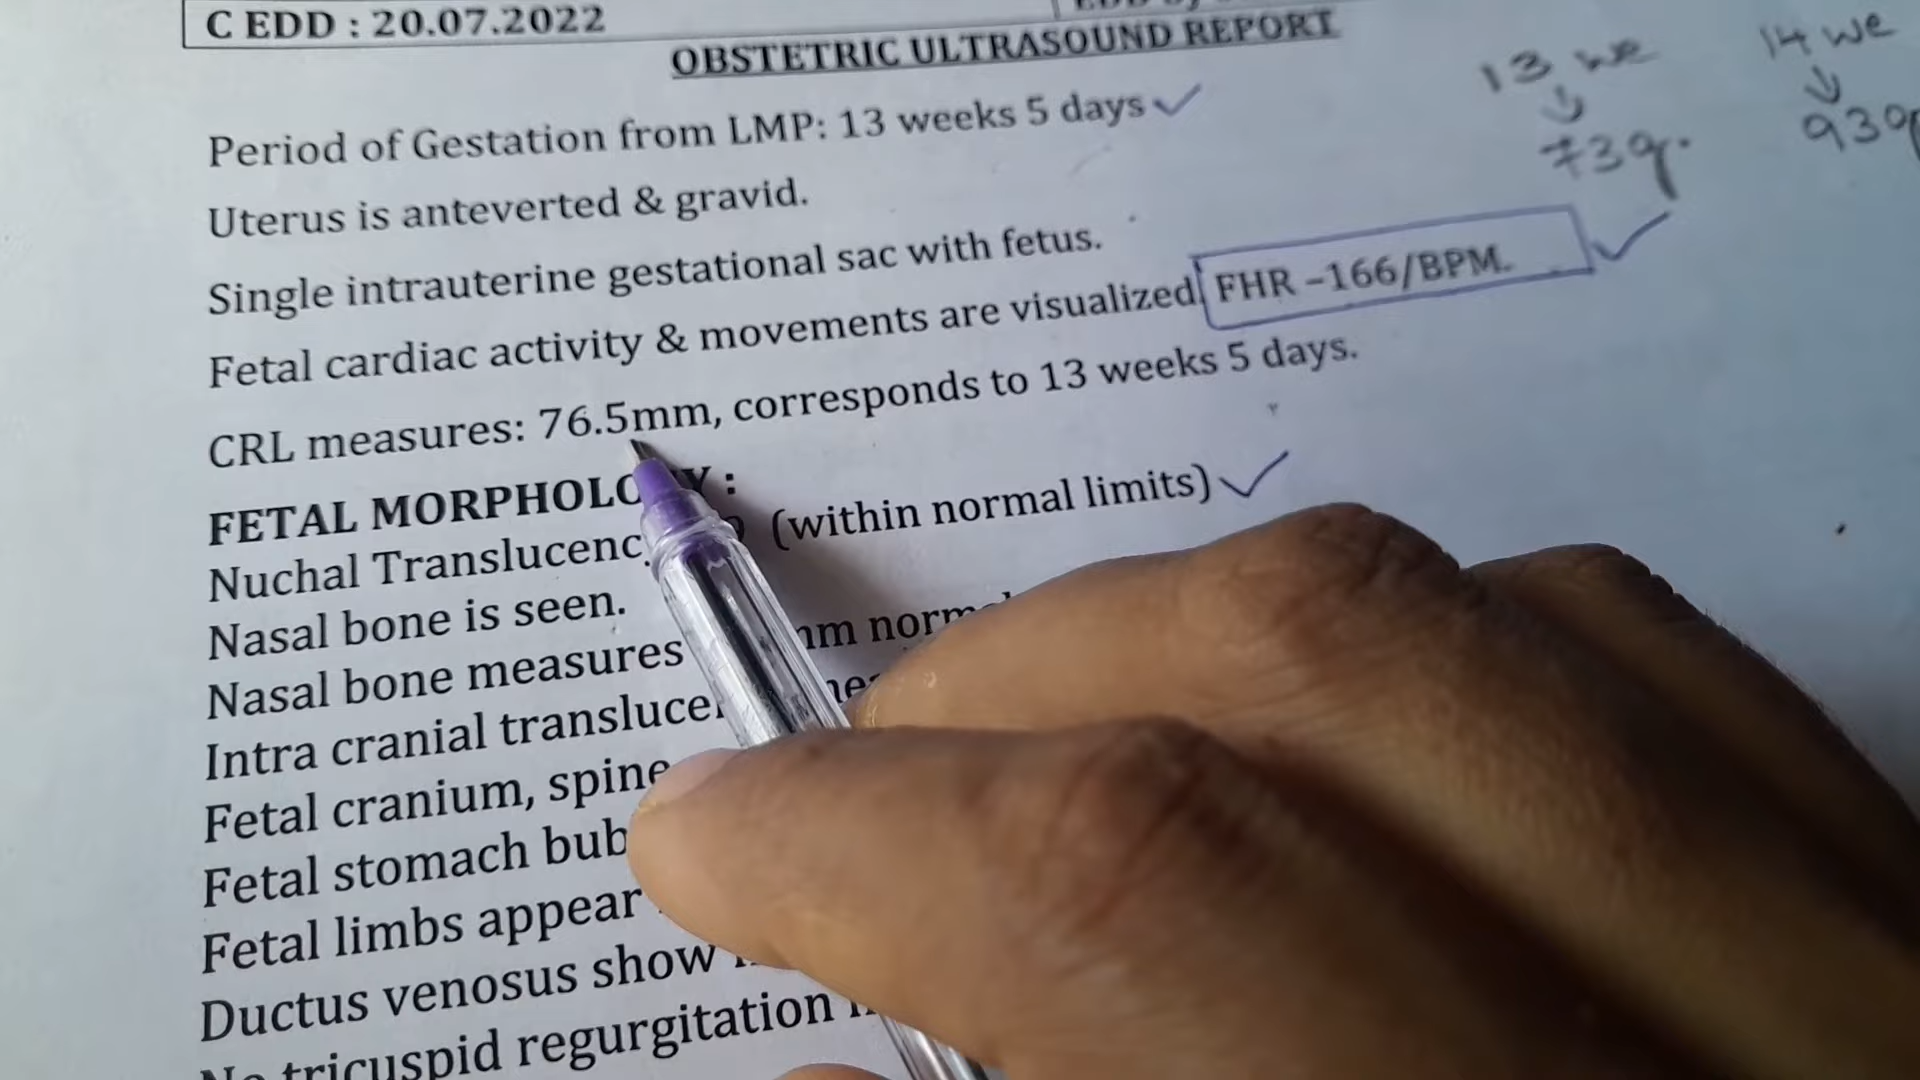 C EDD : 20.07.2022
OBSTETRIC ULTRASOUND REPORT
13 we
14 we
73g.
93g
Period of Gestation from LMP: 13 weeks 5 days
Uterus is anteverted & gravid.
Single intrauterine gestational sac with fetus.
Fetal cardiac activity & movements are visualized. FHR –166/BPM.
CRL measures: 76.5mm, corresponds to 13 weeks 5 days.
FETAL MORPHOLOGY :
Nuchal Translucenc (within normal limits)
Nasal bone is seen.
Nasal bone measures mm
Intra cranial
Fetal cranium, spine
Fetal stomach
Fetal limbs appear
Ductus venosus show
No tricuspid regurgitation